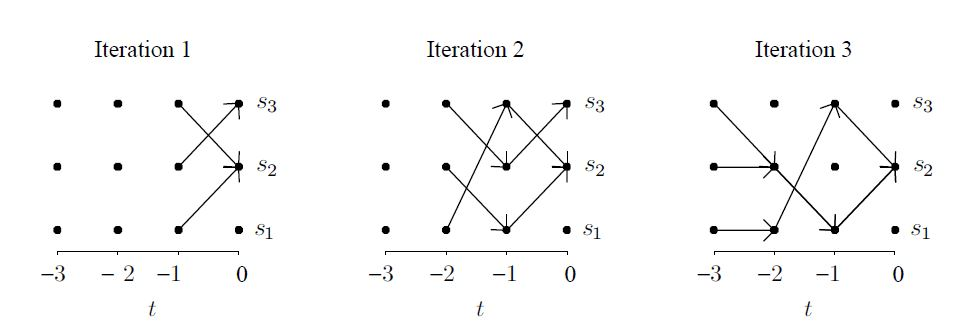 Iteration 1
s3
s2
s1
−3 − 2 −1 0
t
Iteration 2
s3
s2
s1
−3 −2 −1 0
t
Iteration 3
s3
s2
s1
−3 −2 −1 0
t